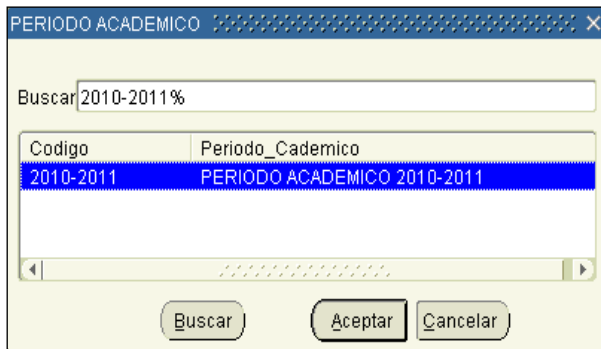 PERIODO ACADEMICO
Buscar 2010-2011%
Codigo Periodo_Cademico
2010-2011 PERIODO ACADEMICO 2010-2011
Buscar Aceptar Cancelar